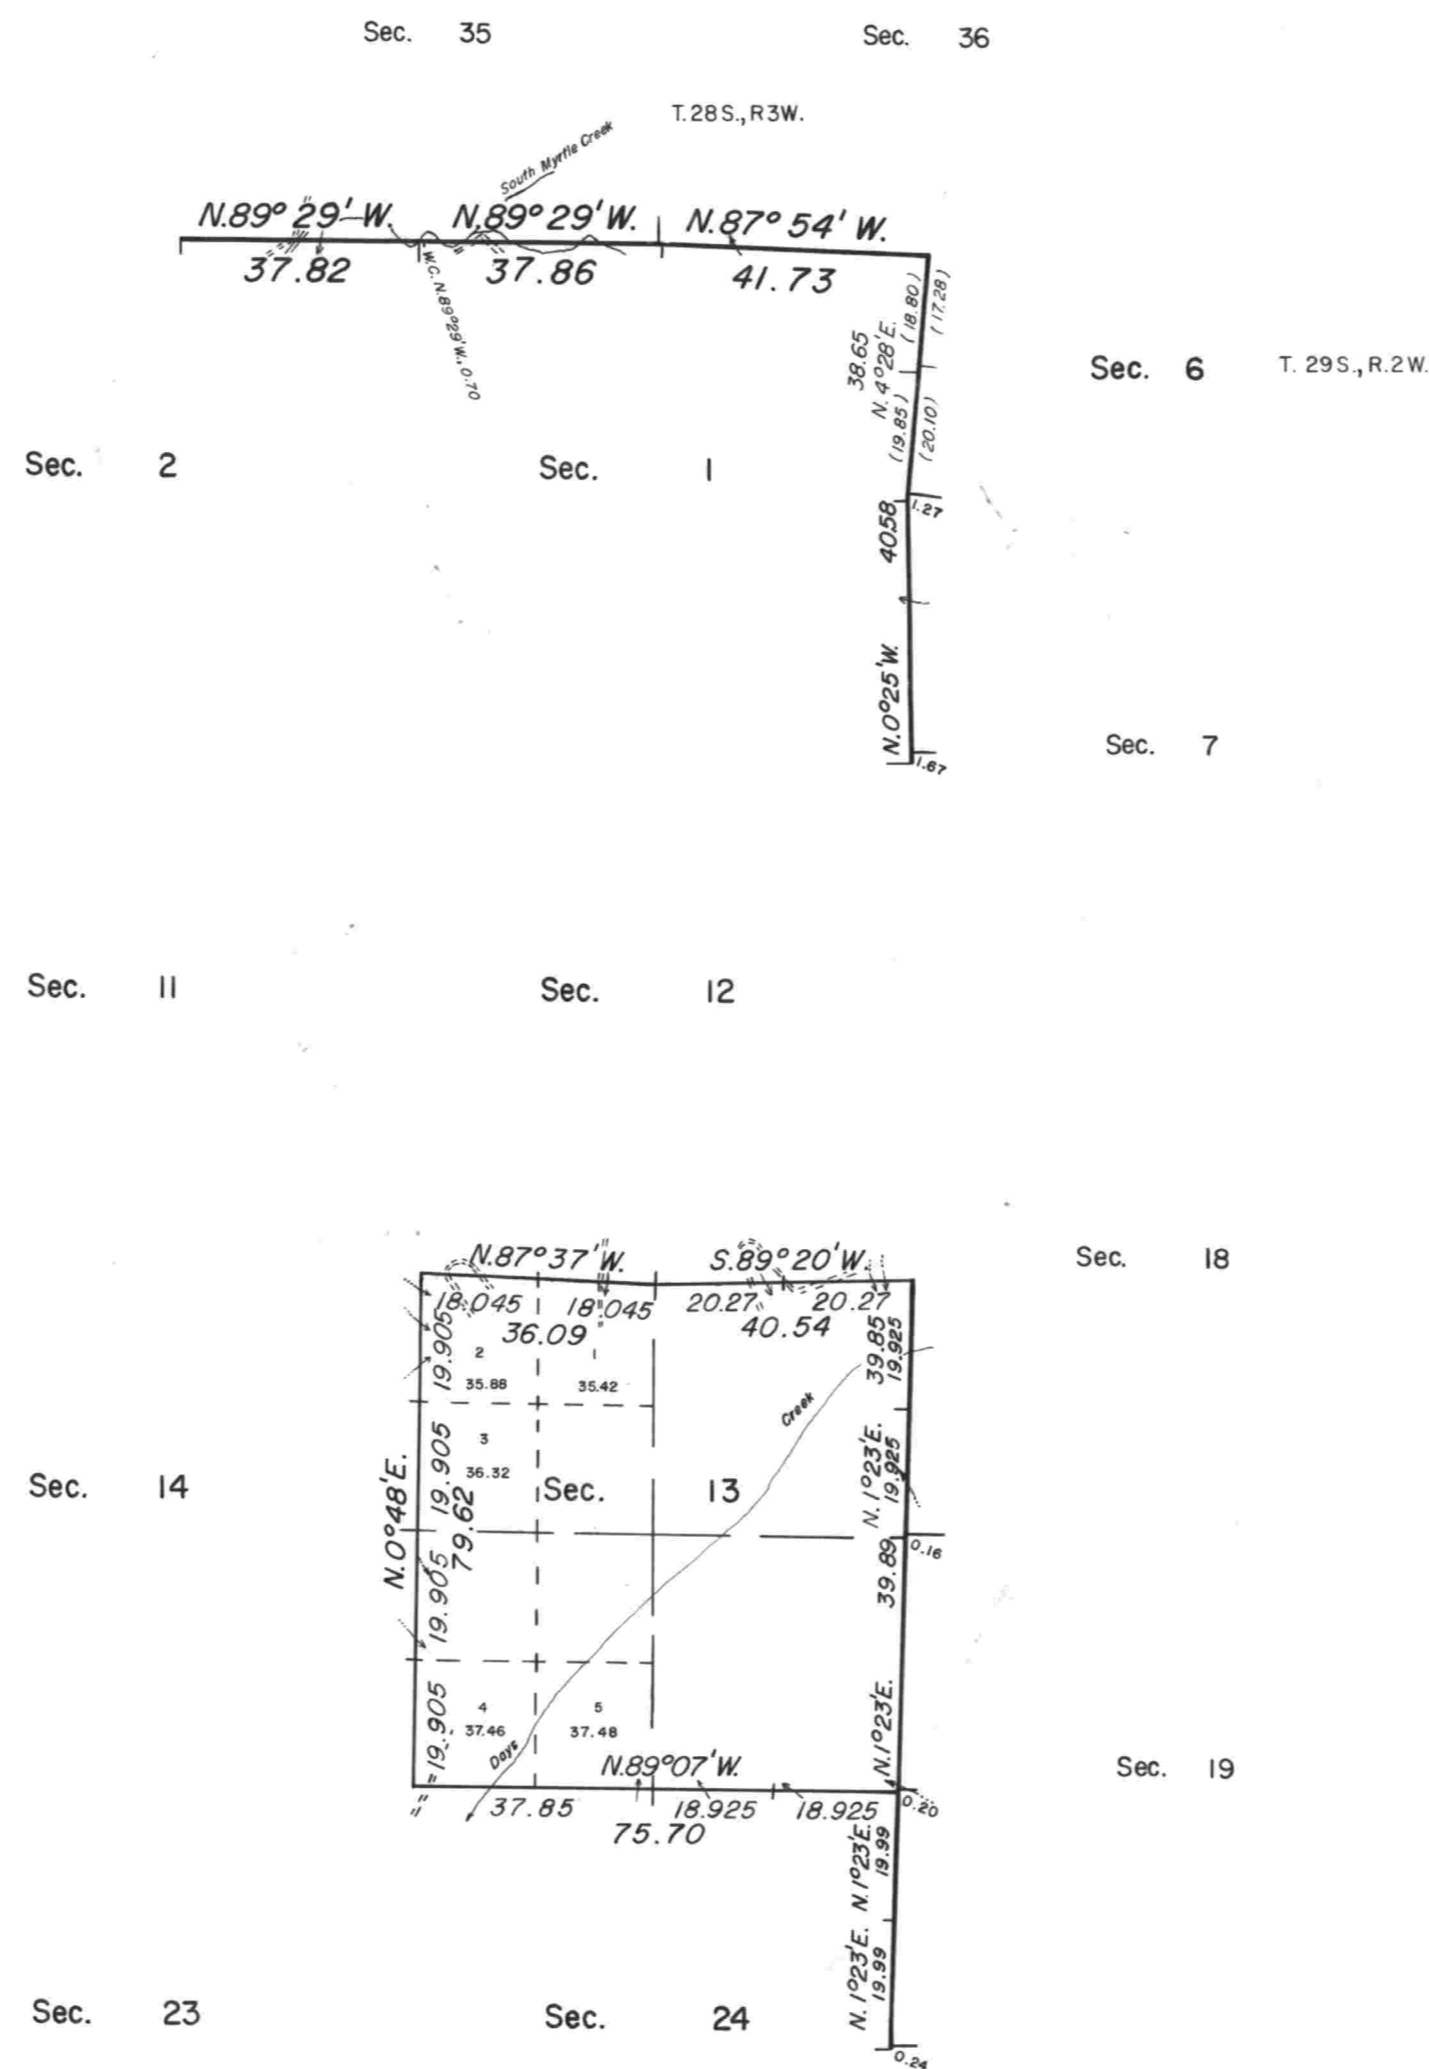 Sec. 35
Sec. 36
T. 28 S., R 3 W.
South Myrtle Creek
N. 89° 29' W.
N. 89° 29' W.
N. 87° 54' W.
37.82
37.86
41.73
W.C. N. 89° 29' W., 0.70
(18.80)
(17.28)
38.65
N. 4° 28' E.
(19.85)
(20.10)
Sec. 6
T. 29 S., R. 2 W.
Sec. 2
Sec. 1
1.27
40.58
N. 0° 25' W.
1.67
Sec. 7
Sec. 11
Sec. 12
N. 87° 37' W.
S. 89° 20' W.
Sec. 18
18.045
18.045
20.27
20.27
36.09
40.54
19.905
39.85
19.925
2
35.88
1
35.42
Creek
3
36.32
19.905
N. 1° 23' E.
19.925
Sec. 14
N. 0° 48' E.
79.62
Sec. 13
0.16
19.905
39.89
19.905
4
37.46
5
37.48
N. 1° 23' E.
Days
N. 89° 07' W.
Sec. 19
37.85
18.925
18.925
0.20
75.70
N. 1° 23' E.
19.99
N. 1° 23' E.
19.99
Sec. 23
Sec. 24
0.24